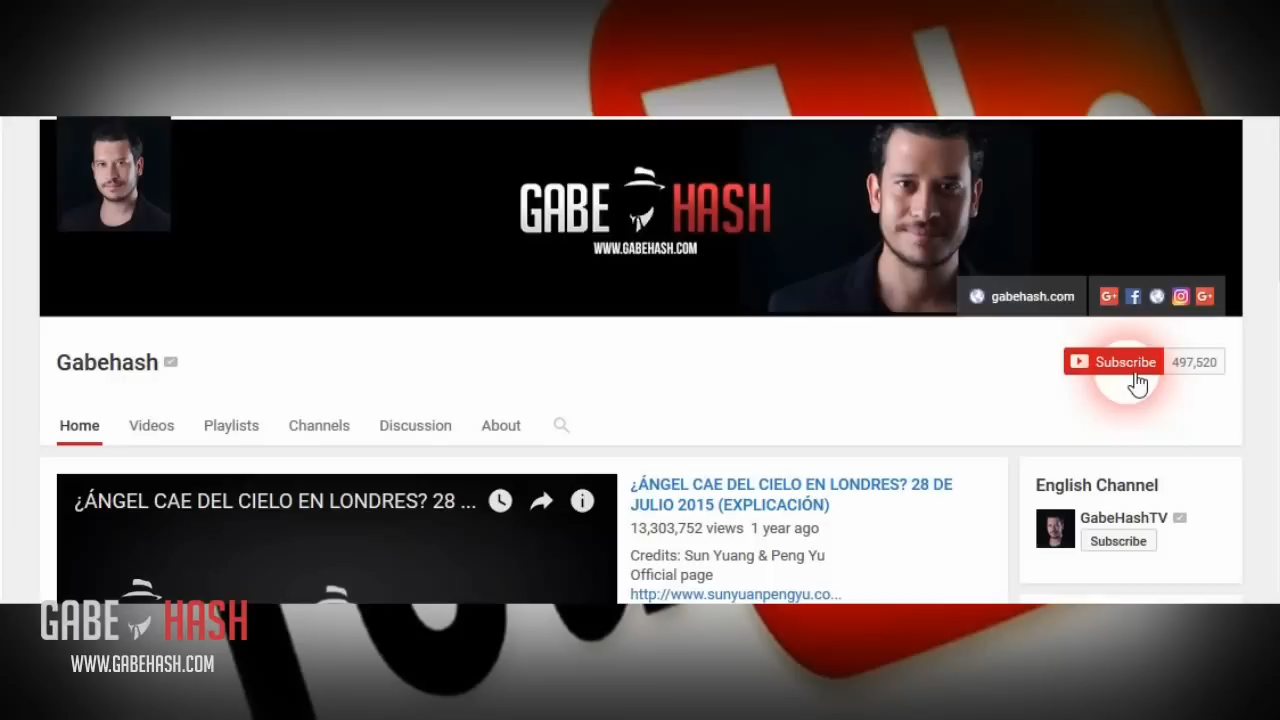 GABE HASH
WWW.GABEHASH.COM
gabehash.com
Gabehash
Subscribe 497,520
Home Videos Playlists Channels Discussion About
¿ÁNGEL CAE DEL CIELO EN LONDRES? 28 ...
¿ÁNGEL CAE DEL CIELO EN LONDRES? 28 DE
JULIO 2015 (EXPLICACIÓN)
13,303,752 views 1 year ago
Credits: Sun Yuang & Peng Yu
Official page
http://www.sunyuanpengyu.co...
English Channel
GabeHashTV
Subscribe
GABE HASH
WWW.GABEHASH.COM